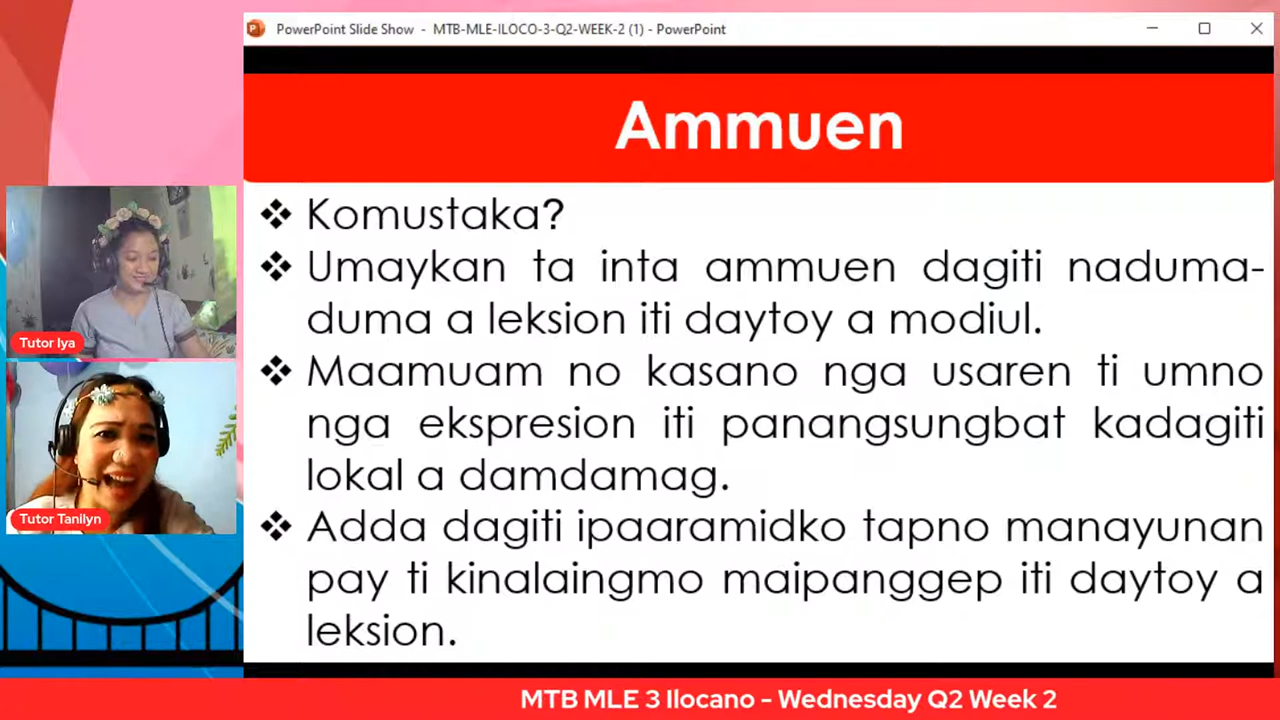 PowerPoint Slide Show - MTB-MLE-ILOCO-3-Q2-WEEK-2 (1) - PowerPoint
Ammuen
❖ Komustaka?
❖ Umaykan ta inta ammuen dagiti naduma-
duma a leksion iti daytoy a modiul.
❖ Maamuam no kasano nga usaren ti umno
nga ekspresion iti panangsungbat kadagiti
lokal a damdamag.
❖ Adda dagiti ipaaramidko tapno manayunan
pay ti kinalaingmo maipanggep iti daytoy a
leksion.
Tutor Iya
Tutor Tanilyn
MTB MLE 3 Ilocano - Wednesday Q2 Week 2